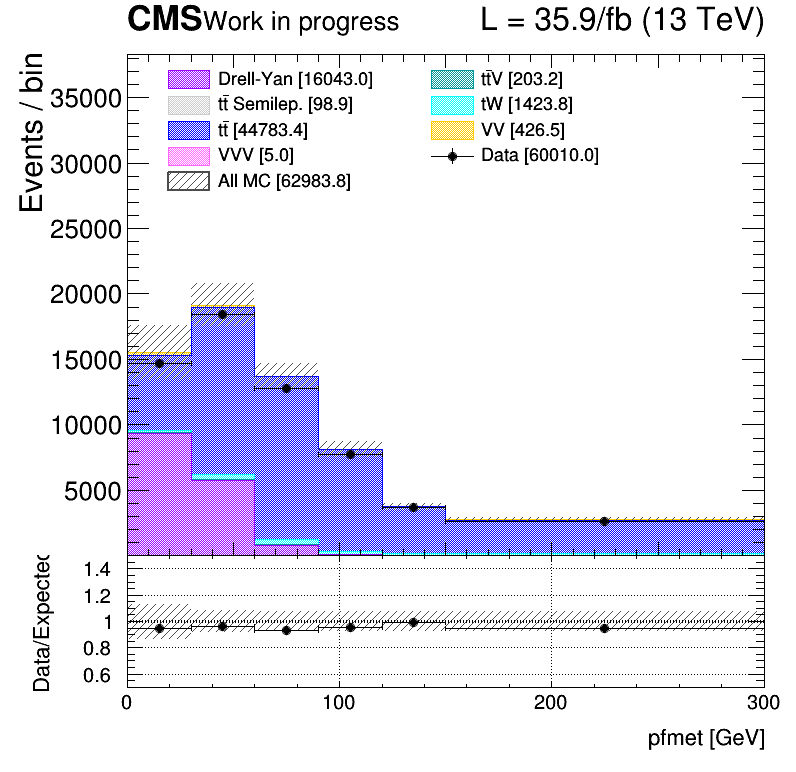 CMS Work in progress L = 35.9/fb (13 TeV)
Events / bin
Drell-Yan [16043.0]
tt̄ Semilep. [98.9]
tt̄ [44783.4]
VVV [5.0]
All MC [62983.8]
tt̄V [203.2]
tW [1423.8]
VV [426.5]
Data [60010.0]
35000
30000
25000
20000
15000
10000
5000
Data/Expected
1.4
1.2
1
0.8
0.6
0 100 200 300
pfmet [GeV]